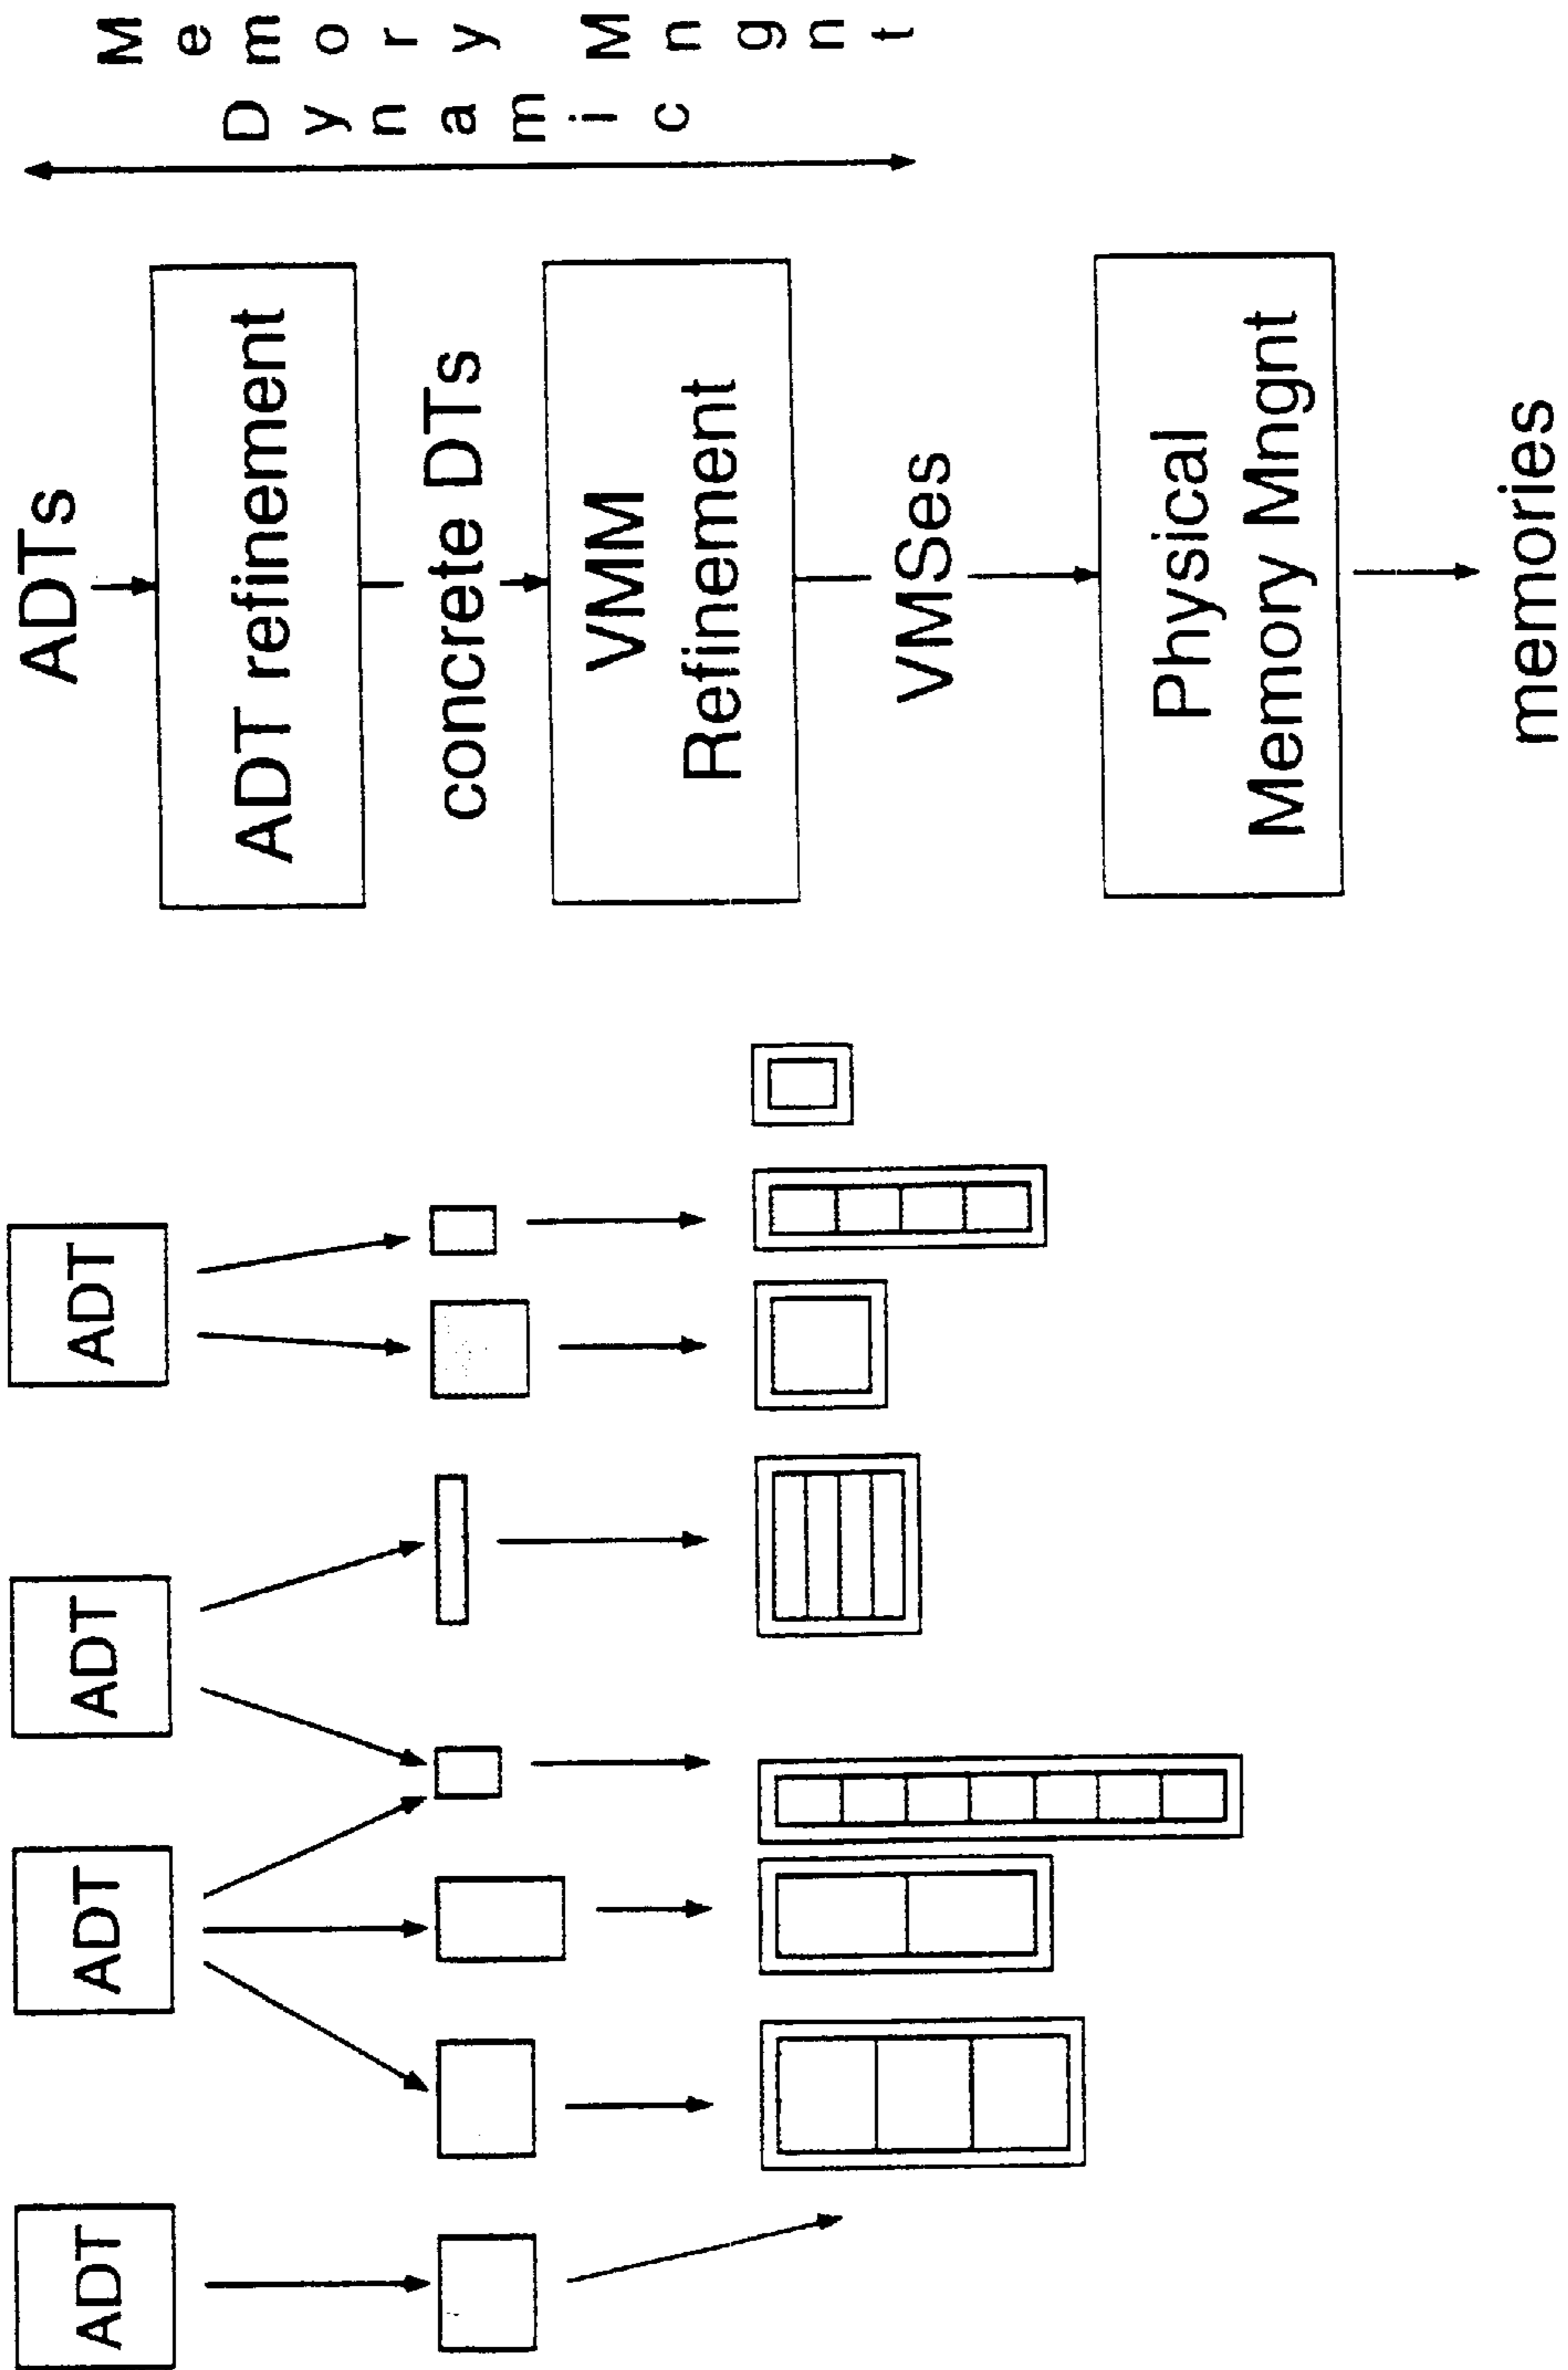 ADT
ADT
ADT
ADT
ADTs
ADT refinement
concrete DTs
VMM
Refinement
VMSes
Physical
Memory Mngnt
memories
Dynamic
Memory Mngnt